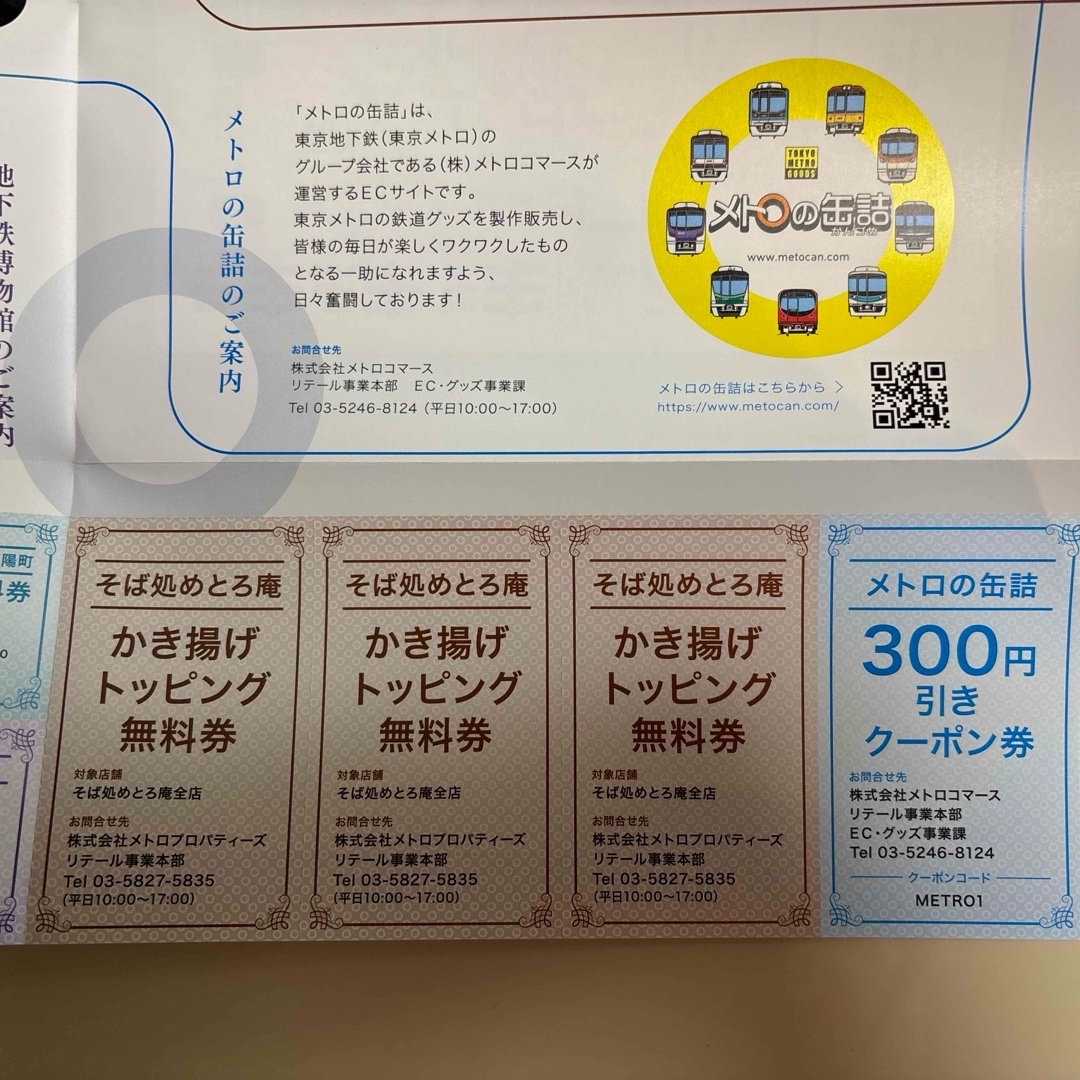 地下鉄博物館のご案内
メトロの缶詰のご案内
「メトロの缶詰」は、
東京地下鉄(東京メトロ)の
グループ会社である(株)メトロコマースが
運営するECサイトです。
東京メトロの鉄道グッズを製作販売し、
皆様の毎日が楽しくワクワクしたもの
となる一助になれますよう、
日々奮闘しております!
お問合せ先
株式会社メトロコマース
リテール事業本部 EC・グッズ事業課
Tel 03-5246-8124(平日10:00〜17:00)
TOKYO
METRO
GOODS
メトロの缶詰
かんづめ
www.metocan.com
メトロの缶詰はこちらから
https://www.metocan.com/
陽町
券
そば処めとろ庵
かき揚げ
トッピング
無料券
対象店舗
そば処めとろ庵全店
お問合せ先
株式会社メトロプロパティーズ
リテール事業本部
Tel 03-5827-5835
(平日10:00〜17:00)
そば処めとろ庵
かき揚げ
トッピング
無料券
対象店舗
そば処めとろ庵全店
お問合せ先
株式会社メトロプロパティーズ
リテール事業本部
Tel 03-5827-5835
(平日10:00〜17:00)
そば処めとろ庵
かき揚げ
トッピング
無料券
対象店舗
そば処めとろ庵全店
お問合せ先
株式会社メトロプロパティーズ
リテール事業本部
Tel 03-5827-5835
(平日10:00〜17:00)
メトロの缶詰
300円
引き
クーポン券
お問合せ先
株式会社メトロコマース
リテール事業本部
EC・グッズ事業課
Tel 03-5246-8124
クーポンコード
METRO1